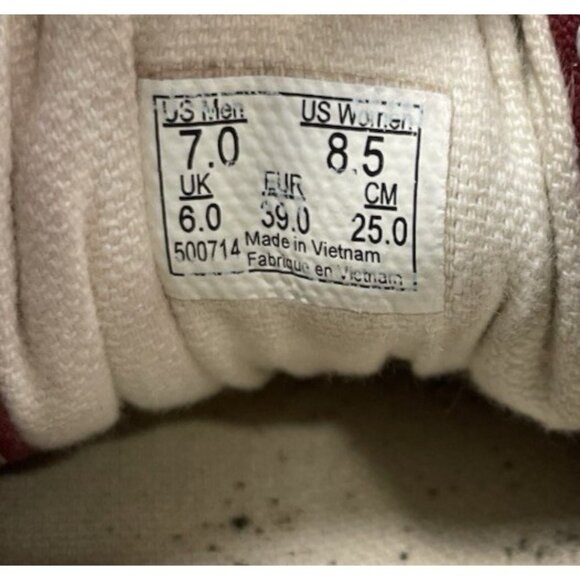 US Men US Women
7.0 8.5
UK EUR CM
6.0 39.0 25.0
500714 Made in Vietnam
Fabrique en Vietnam